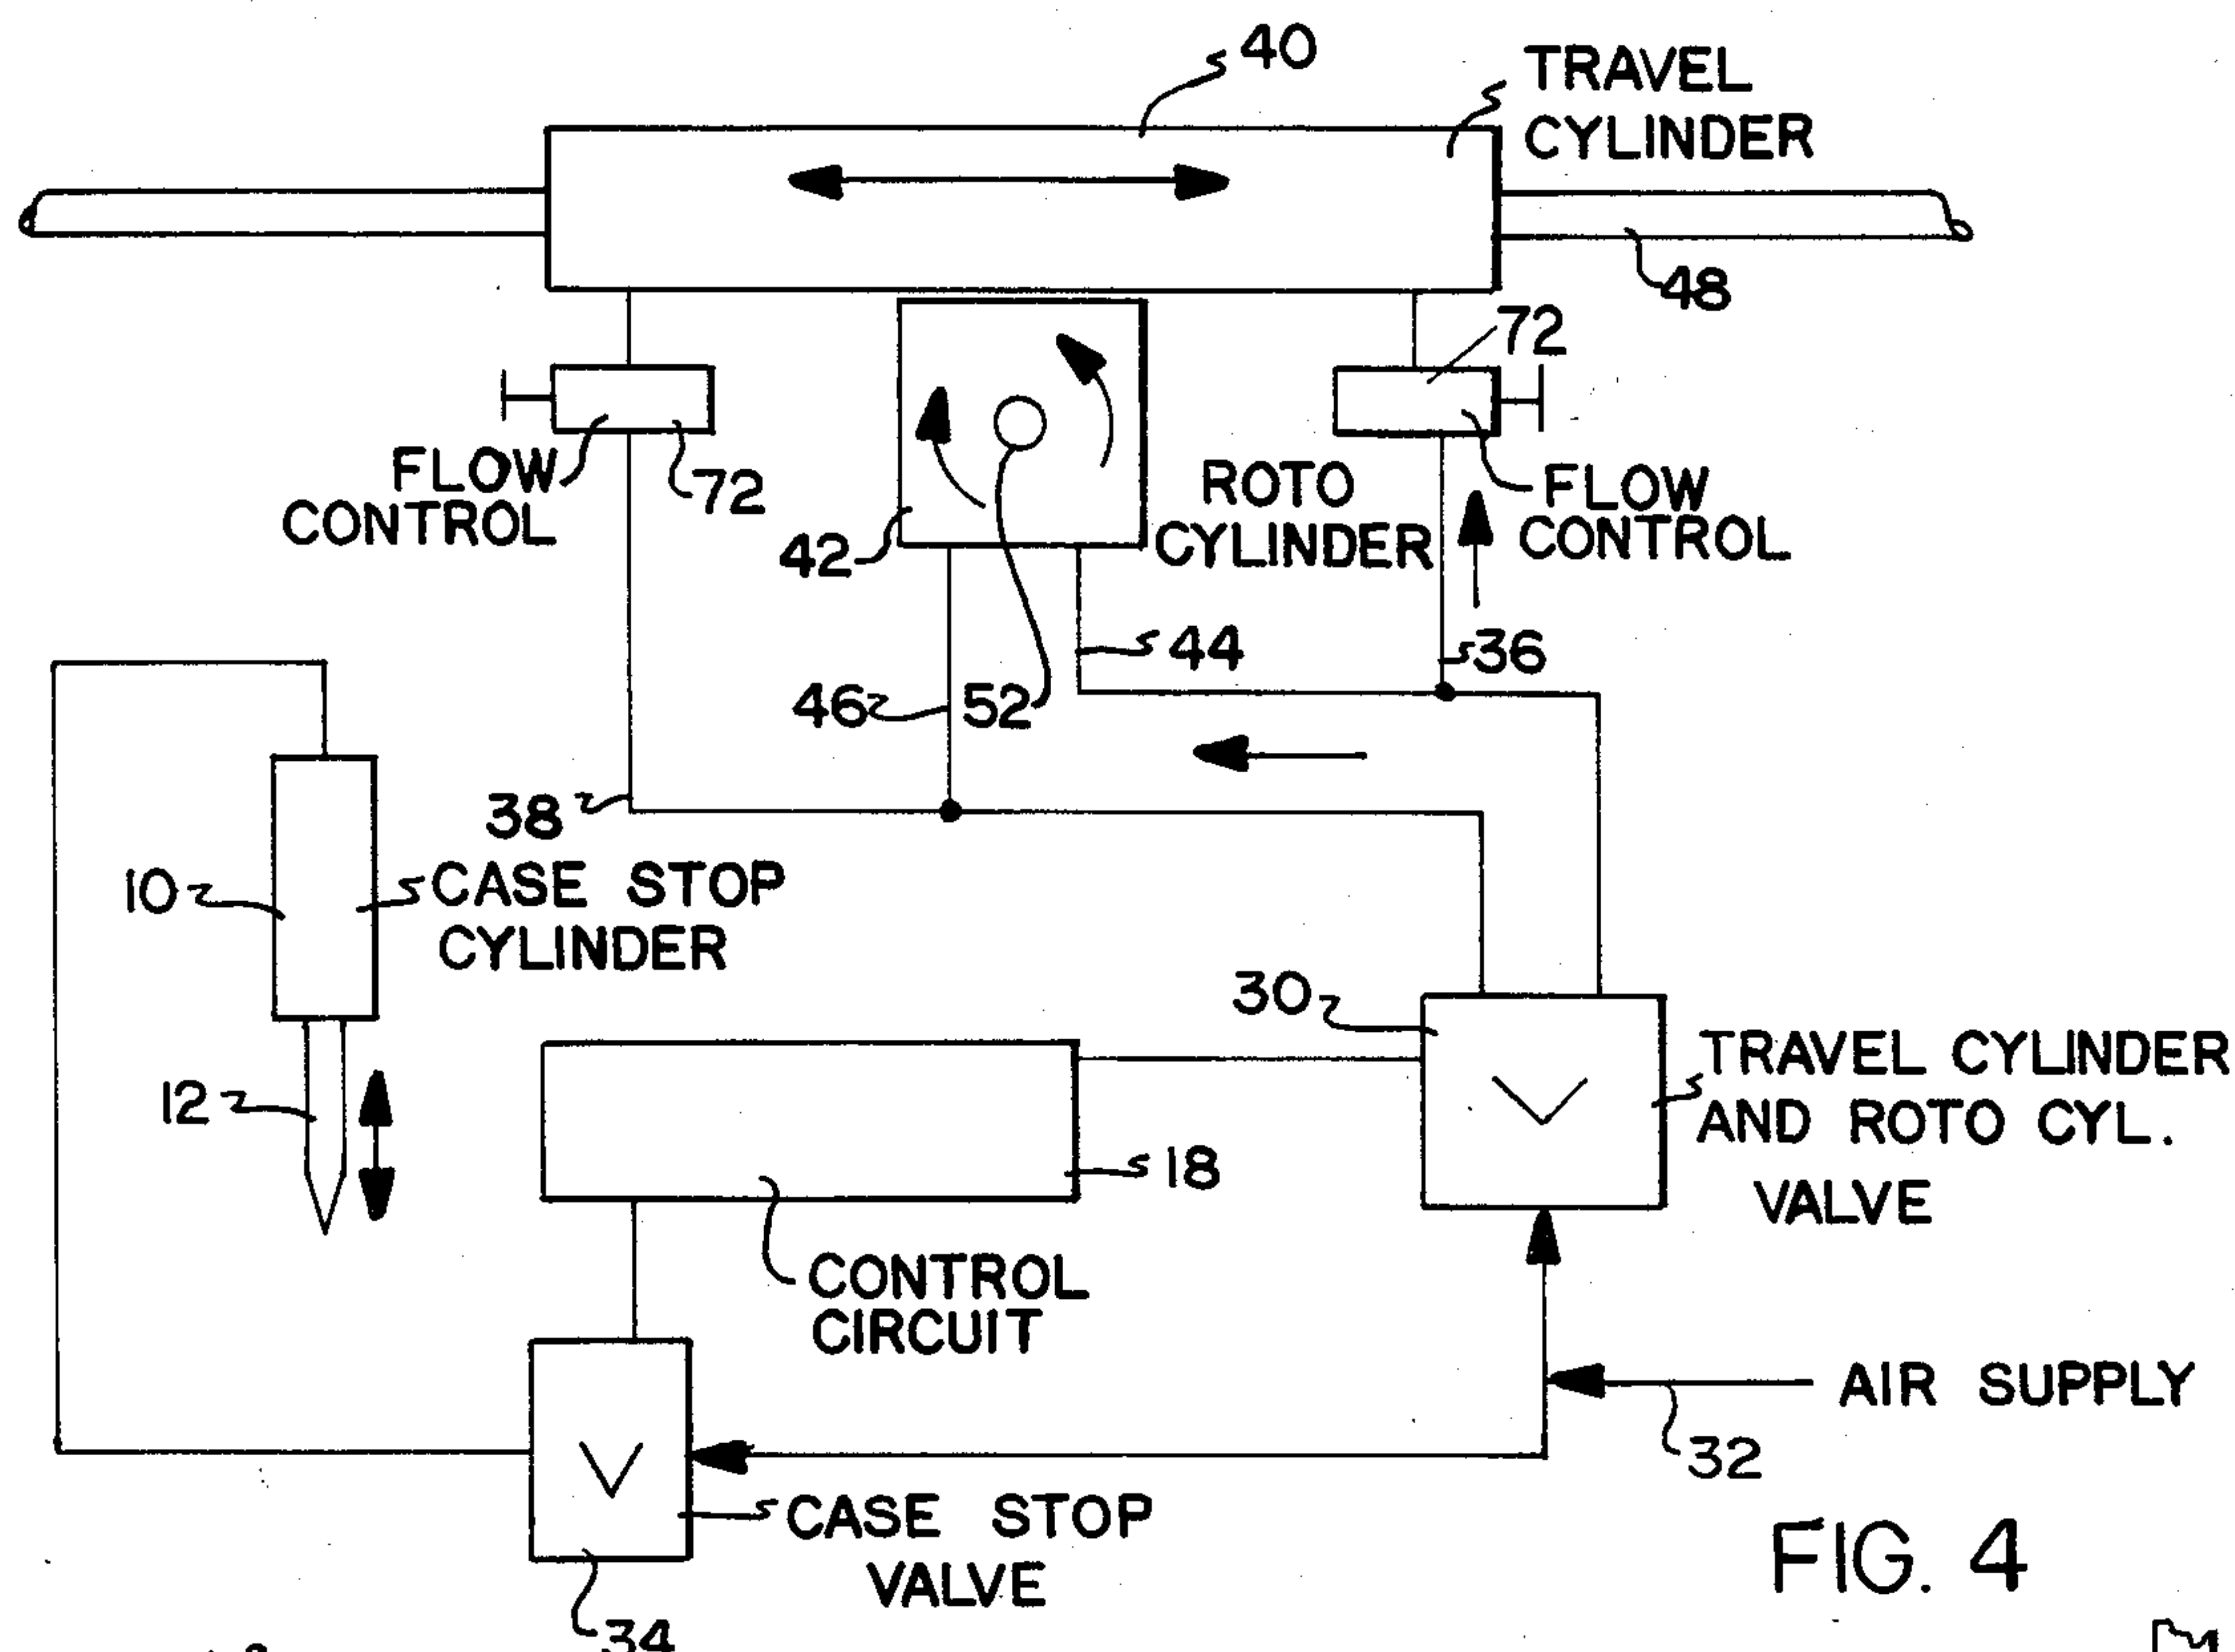 40
TRAVEL
CYLINDER
48
72
FLOW
CONTROL
72
42
ROTO
CYLINDER
FLOW
CONTROL
44
36
46
52
38
10
CASE STOP
CYLINDER
30
TRAVEL CYLINDER
AND ROTO CYL.
VALVE
12
18
CONTROL
CIRCUIT
AIR SUPPLY
32
CASE STOP
VALVE
34
FIG. 4